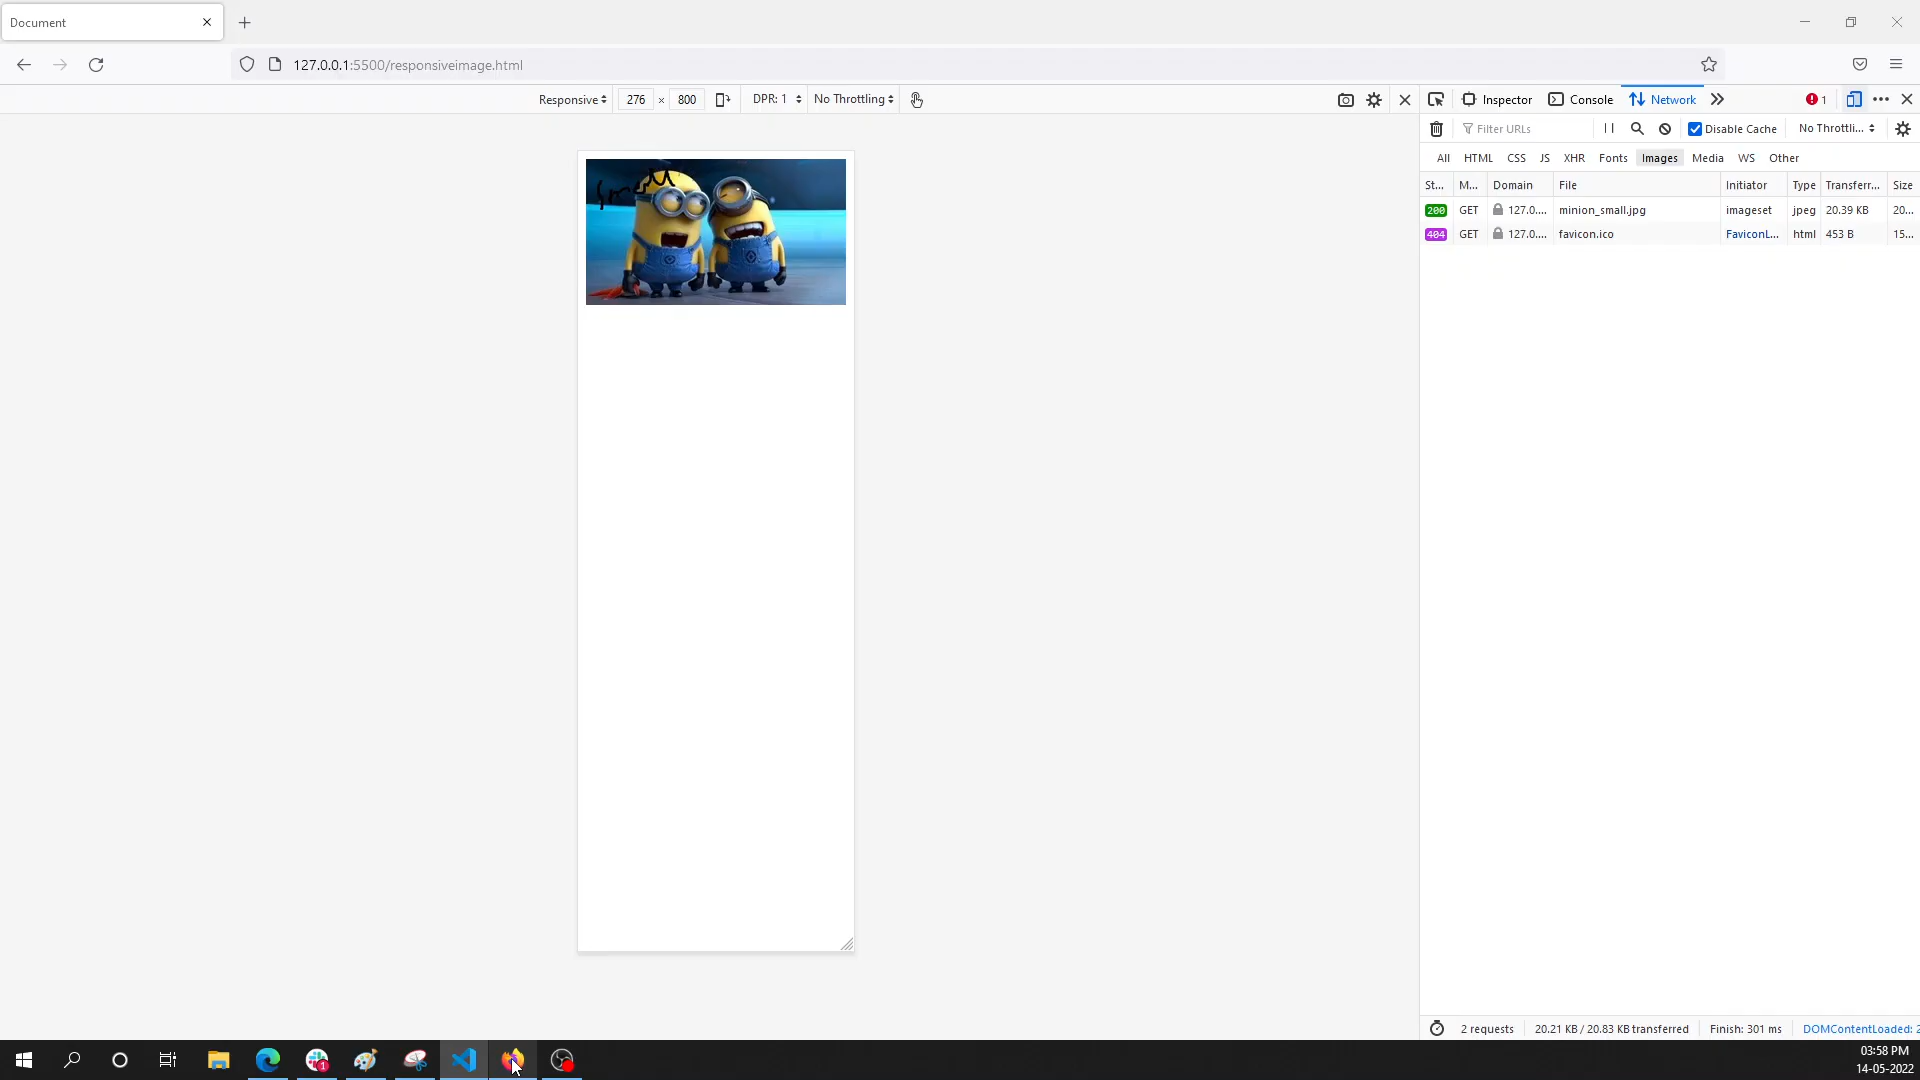 Document
127.0.0.1:5500/responsiveimage.html
Responsive 276 × 800 DPR: 1 No Throttling
Inspector Console Network 1
Filter URLs Disable Cache No Throttli...
All HTML CSS JS XHR Fonts Images Media WS Other
St... M... Domain File Initiator Type Transferr... Size
200 GET 127.0.... minion_small.jpg imageset jpeg 20.39 KB 20...
404 GET 127.0.... favicon.ico FaviconL... html 453 B 15...
Small
2 requests 20.21 KB / 20.83 KB transferred Finish: 301 ms DOMContentLoaded: 2
1
03:58 PM
14-05-2022